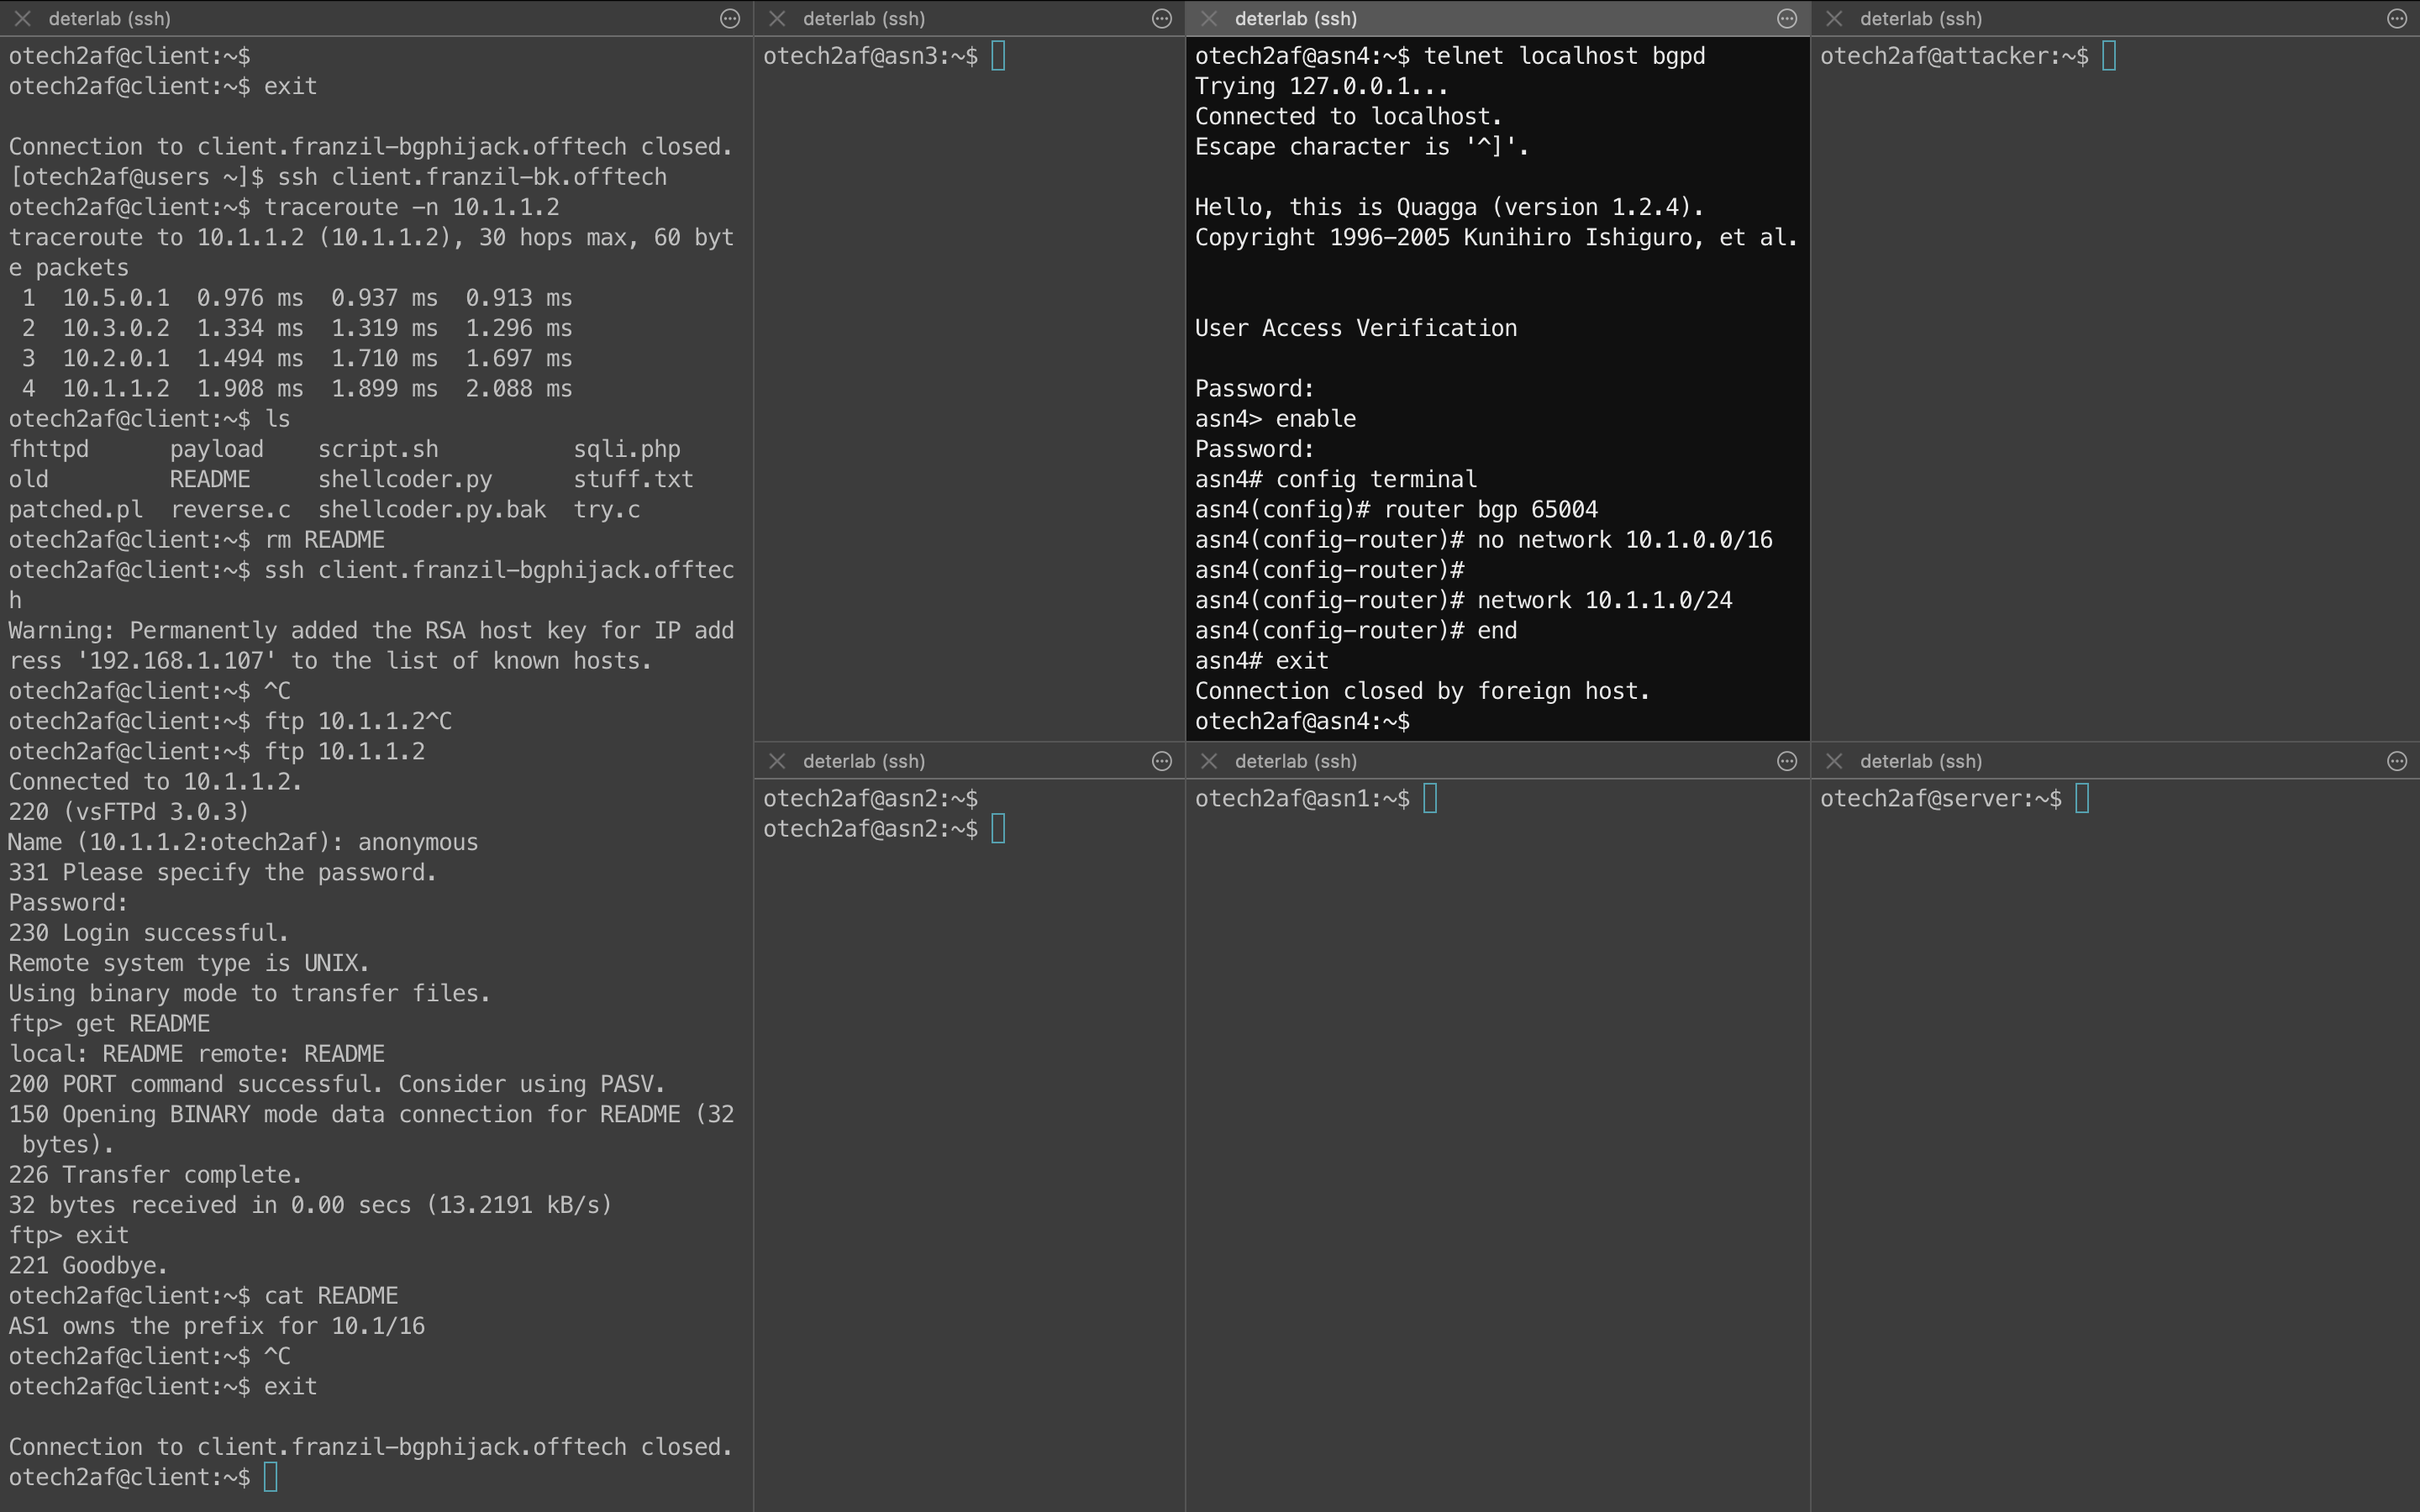 deterlab (ssh)
otech2af@client:~$
otech2af@client:~$ exit
Connection to client.franzil-bgphijack.offtech closed.
[otech2af@users ~]$ ssh client.franzil-bk.offtech
otech2af@client:~$ traceroute -n 10.1.1.2
traceroute to 10.1.1.2 (10.1.1.2), 30 hops max, 60 byt
e packets
1  10.5.0.1  0.976 ms  0.937 ms  0.913 ms
2  10.3.0.2  1.334 ms  1.319 ms  1.296 ms
3  10.2.0.1  1.494 ms  1.710 ms  1.697 ms
4  10.1.1.2  1.908 ms  1.899 ms  2.088 ms
otech2af@client:~$ ls
fhttpd      payload    script.sh          sqli.php
old         README     shellcoder.py      stuff.txt
patched.pl  reverse.c  shellcoder.py.bak  try.c
otech2af@client:~$ rm README
otech2af@client:~$ ssh client.franzil-bgphijack.offtec
h
Warning: Permanently added the RSA host key for IP add
ress '192.168.1.107' to the list of known hosts.
otech2af@client:~$ ^C
otech2af@client:~$ ftp 10.1.1.2^C
otech2af@client:~$ ftp 10.1.1.2
Connected to 10.1.1.2.
220 (vsFTPd 3.0.3)
Name (10.1.1.2:otech2af): anonymous
331 Please specify the password.
Password:
230 Login successful.
Remote system type is UNIX.
Using binary mode to transfer files.
ftp> get README
local: README remote: README
200 PORT command successful. Consider using PASV.
150 Opening BINARY mode data connection for README (32
bytes).
226 Transfer complete.
32 bytes received in 0.00 secs (13.2191 kB/s)
ftp> exit
221 Goodbye.
otech2af@client:~$ cat README
AS1 owns the prefix for 10.1/16
otech2af@client:~$ ^C
otech2af@client:~$ exit
Connection to client.franzil-bgphijack.offtech closed.
otech2af@client:~$
deterlab (ssh)
otech2af@asn3:~$
deterlab (ssh)
otech2af@asn4:~$ telnet localhost bgpd
Trying 127.0.0.1...
Connected to localhost.
Escape character is '^]'.
Hello, this is Quagga (version 1.2.4).
Copyright 1996-2005 Kunihiro Ishiguro, et al.
User Access Verification
Password:
asn4> enable
Password:
asn4# config terminal
asn4(config)# router bgp 65004
asn4(config-router)# no network 10.1.0.0/16
asn4(config-router)#
asn4(config-router)# network 10.1.1.0/24
asn4(config-router)# end
asn4# exit
Connection closed by foreign host.
otech2af@asn4:~$
deterlab (ssh)
otech2af@attacker:~$
deterlab (ssh)
otech2af@asn2:~$
otech2af@asn2:~$
deterlab (ssh)
otech2af@asn1:~$
deterlab (ssh)
otech2af@server:~$